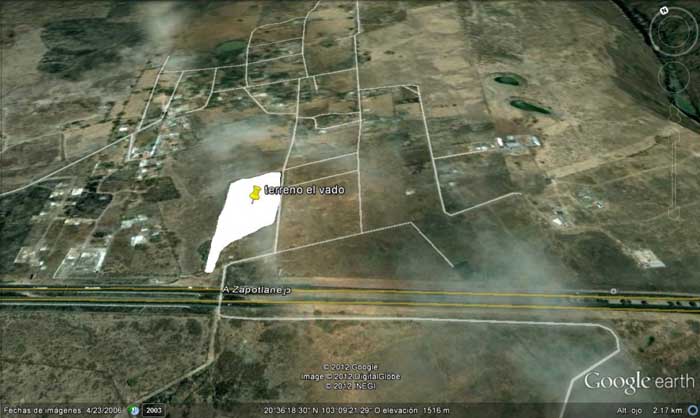 N
terreno el vado
A Zapotlanejo
© 2012 Google
Image © 2012 DigitalGlobe
© 2012 INEGI
Google earth
Fechas de imágenes: 4/23/2006 2003 20°36'18.30" N 103°09'21.29" O elevación 1516 m Alt. ojo 2.17 km